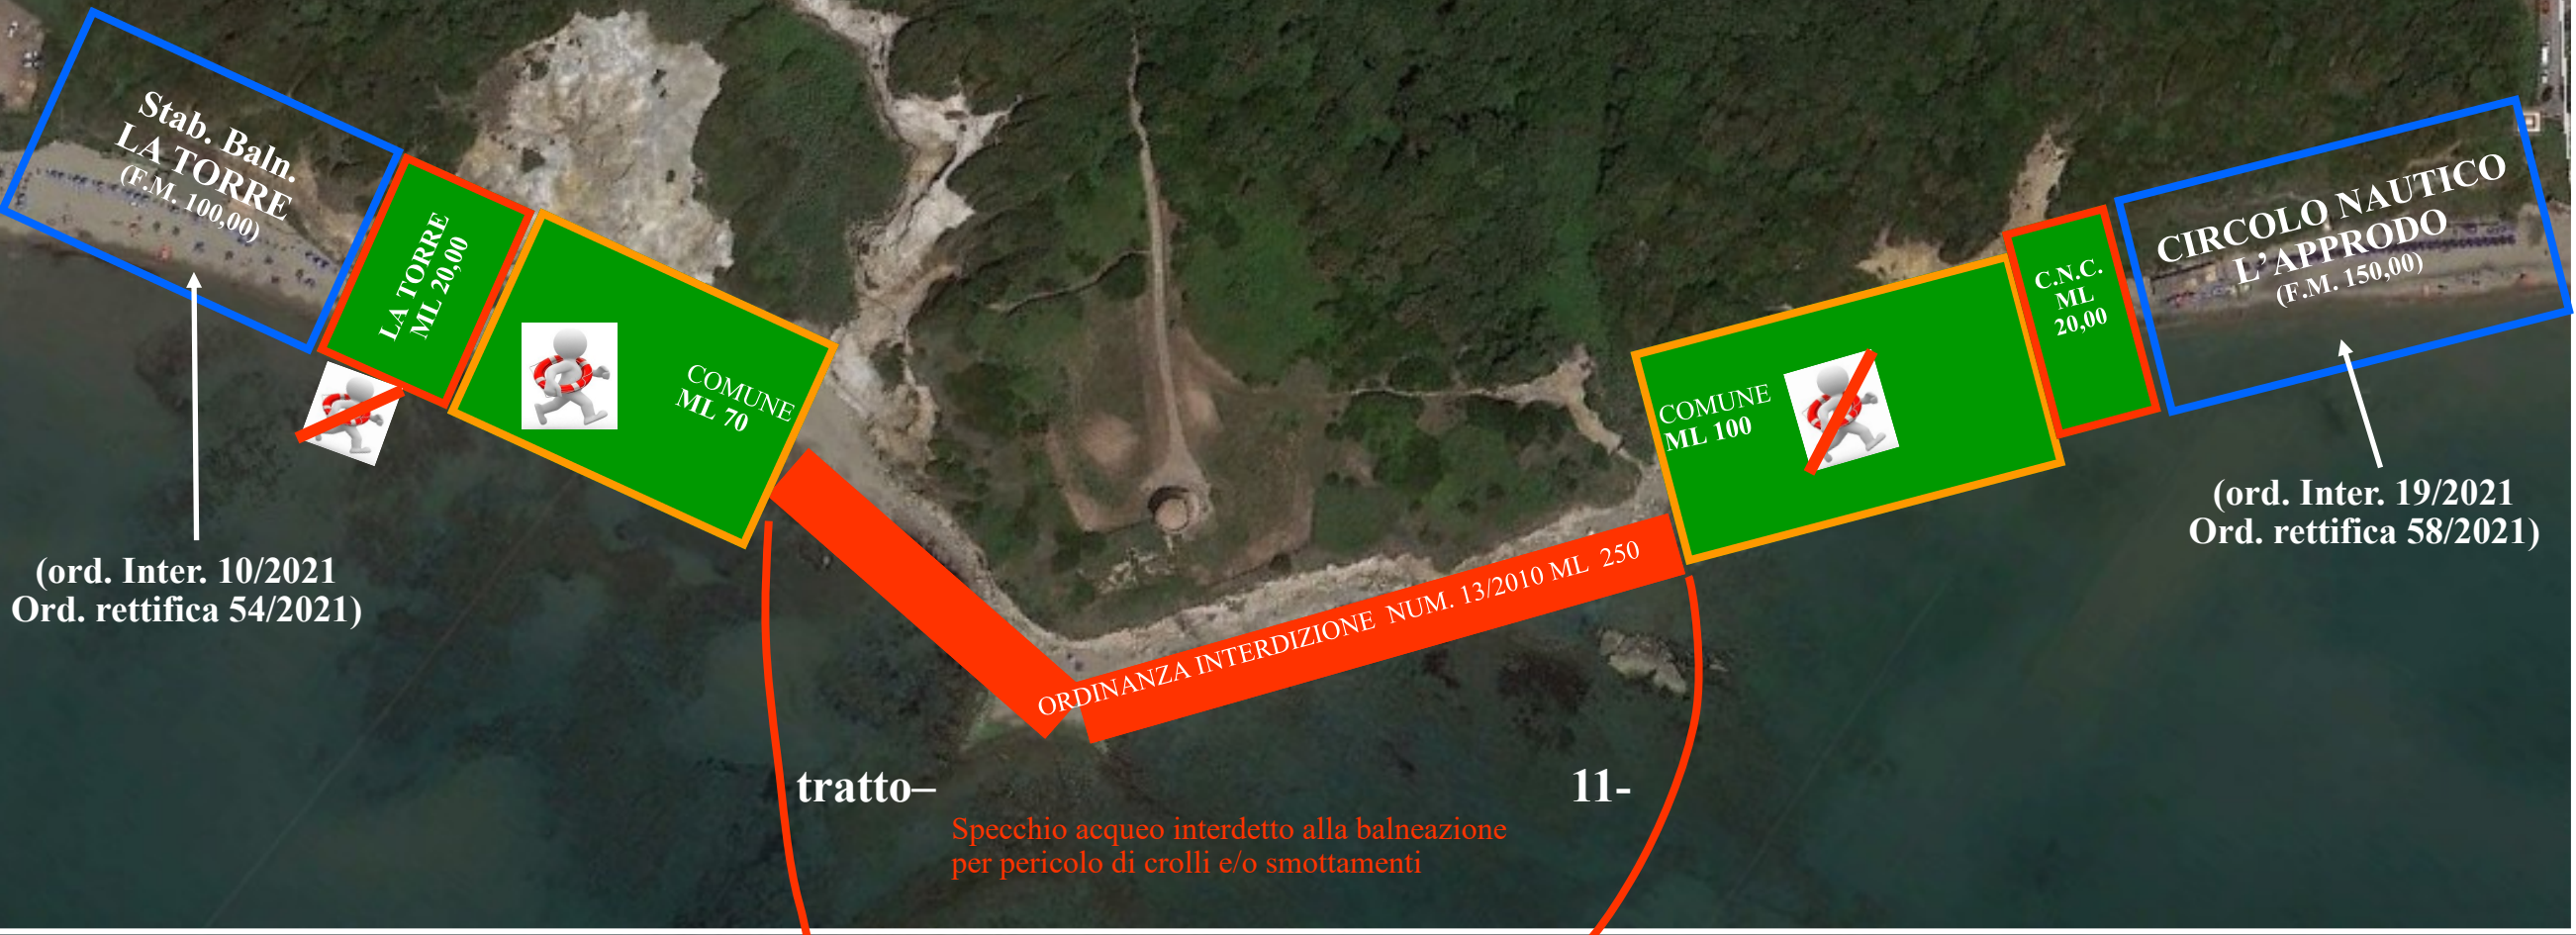 Stab. Baln.
LA TORRE
(F.M. 100,00)
LA TORRE
ML 20,00
COMUNE
ML 70
COMUNE
ML 100
C.N.C.
ML
20,00
CIRCOLO NAUTICO
L’APPRODO
(F.M. 150,00)
(ord. Inter. 10/2021
Ord. rettifica 54/2021)
(ord. Inter. 19/2021
Ord. rettifica 58/2021)
ORDINANZA INTERDIZIONE NUM. 13/2010 ML 250
tratto– 11-
Specchio acqueo interdetto alla balneazione
per pericolo di crolli e/o smottamenti